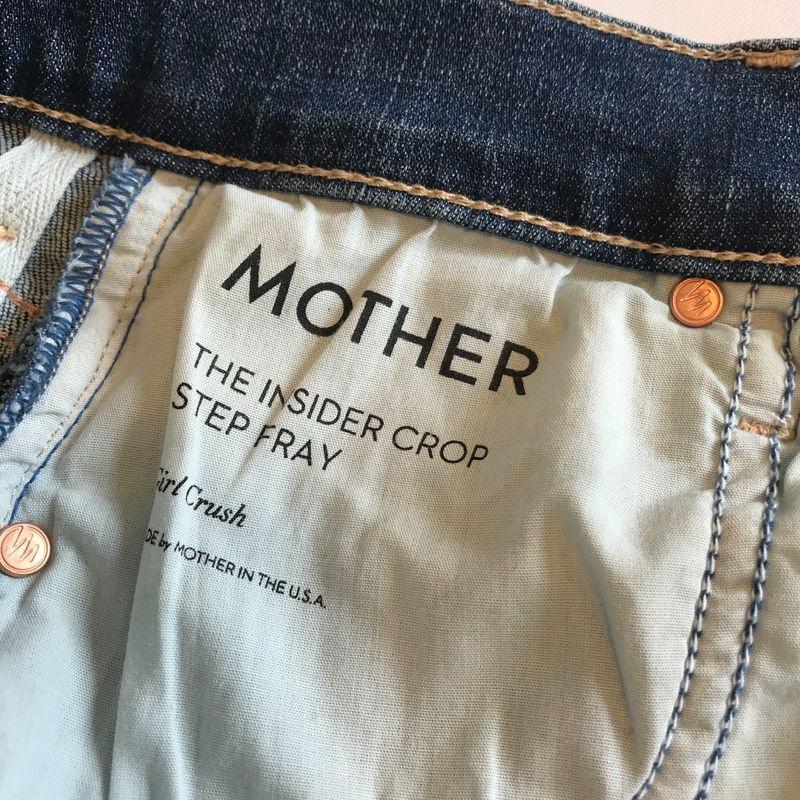 MOTHER
THE INSIDER CROP
STEP FRAY
Girl Crush
by MOTHER IN THE U.S.A.